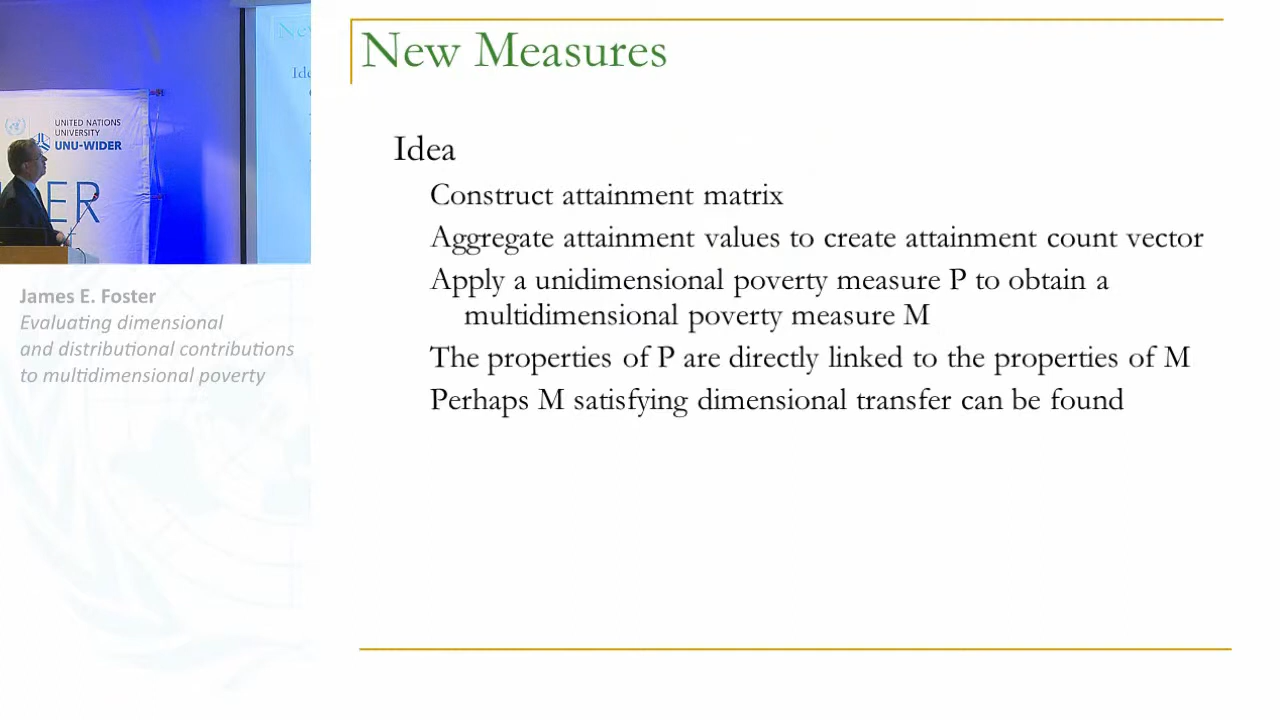 New Measures
Idea
Construct attainment matrix
Aggregate attainment values to create attainment count vector
Apply a unidimensional poverty measure P to obtain a
multidimensional poverty measure M
The properties of P are directly linked to the properties of M
Perhaps M satisfying dimensional transfer can be found
UNITED NATIONS
UNIVERSITY
UNU-WIDER
ER
James E. Foster
Evaluating dimensional
and distributional contributions
to multidimensional poverty